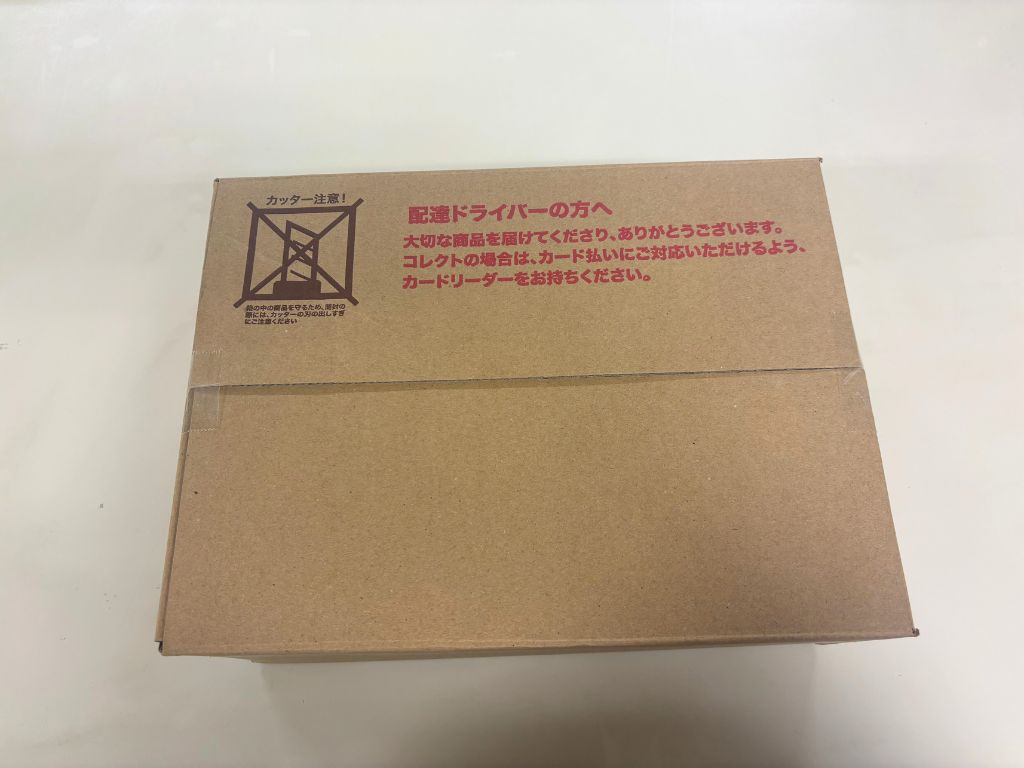 カッター注意!
箱の中の商品を守るため、開封の
際には、カッターの刃の出しすぎ
にご注意ください
配達ドライバーの方へ
大切な商品を届けてくださり、ありがとうございます。
コレクトの場合は、カード払いにご対応いただけるよう、
カードリーダーをお持ちください。